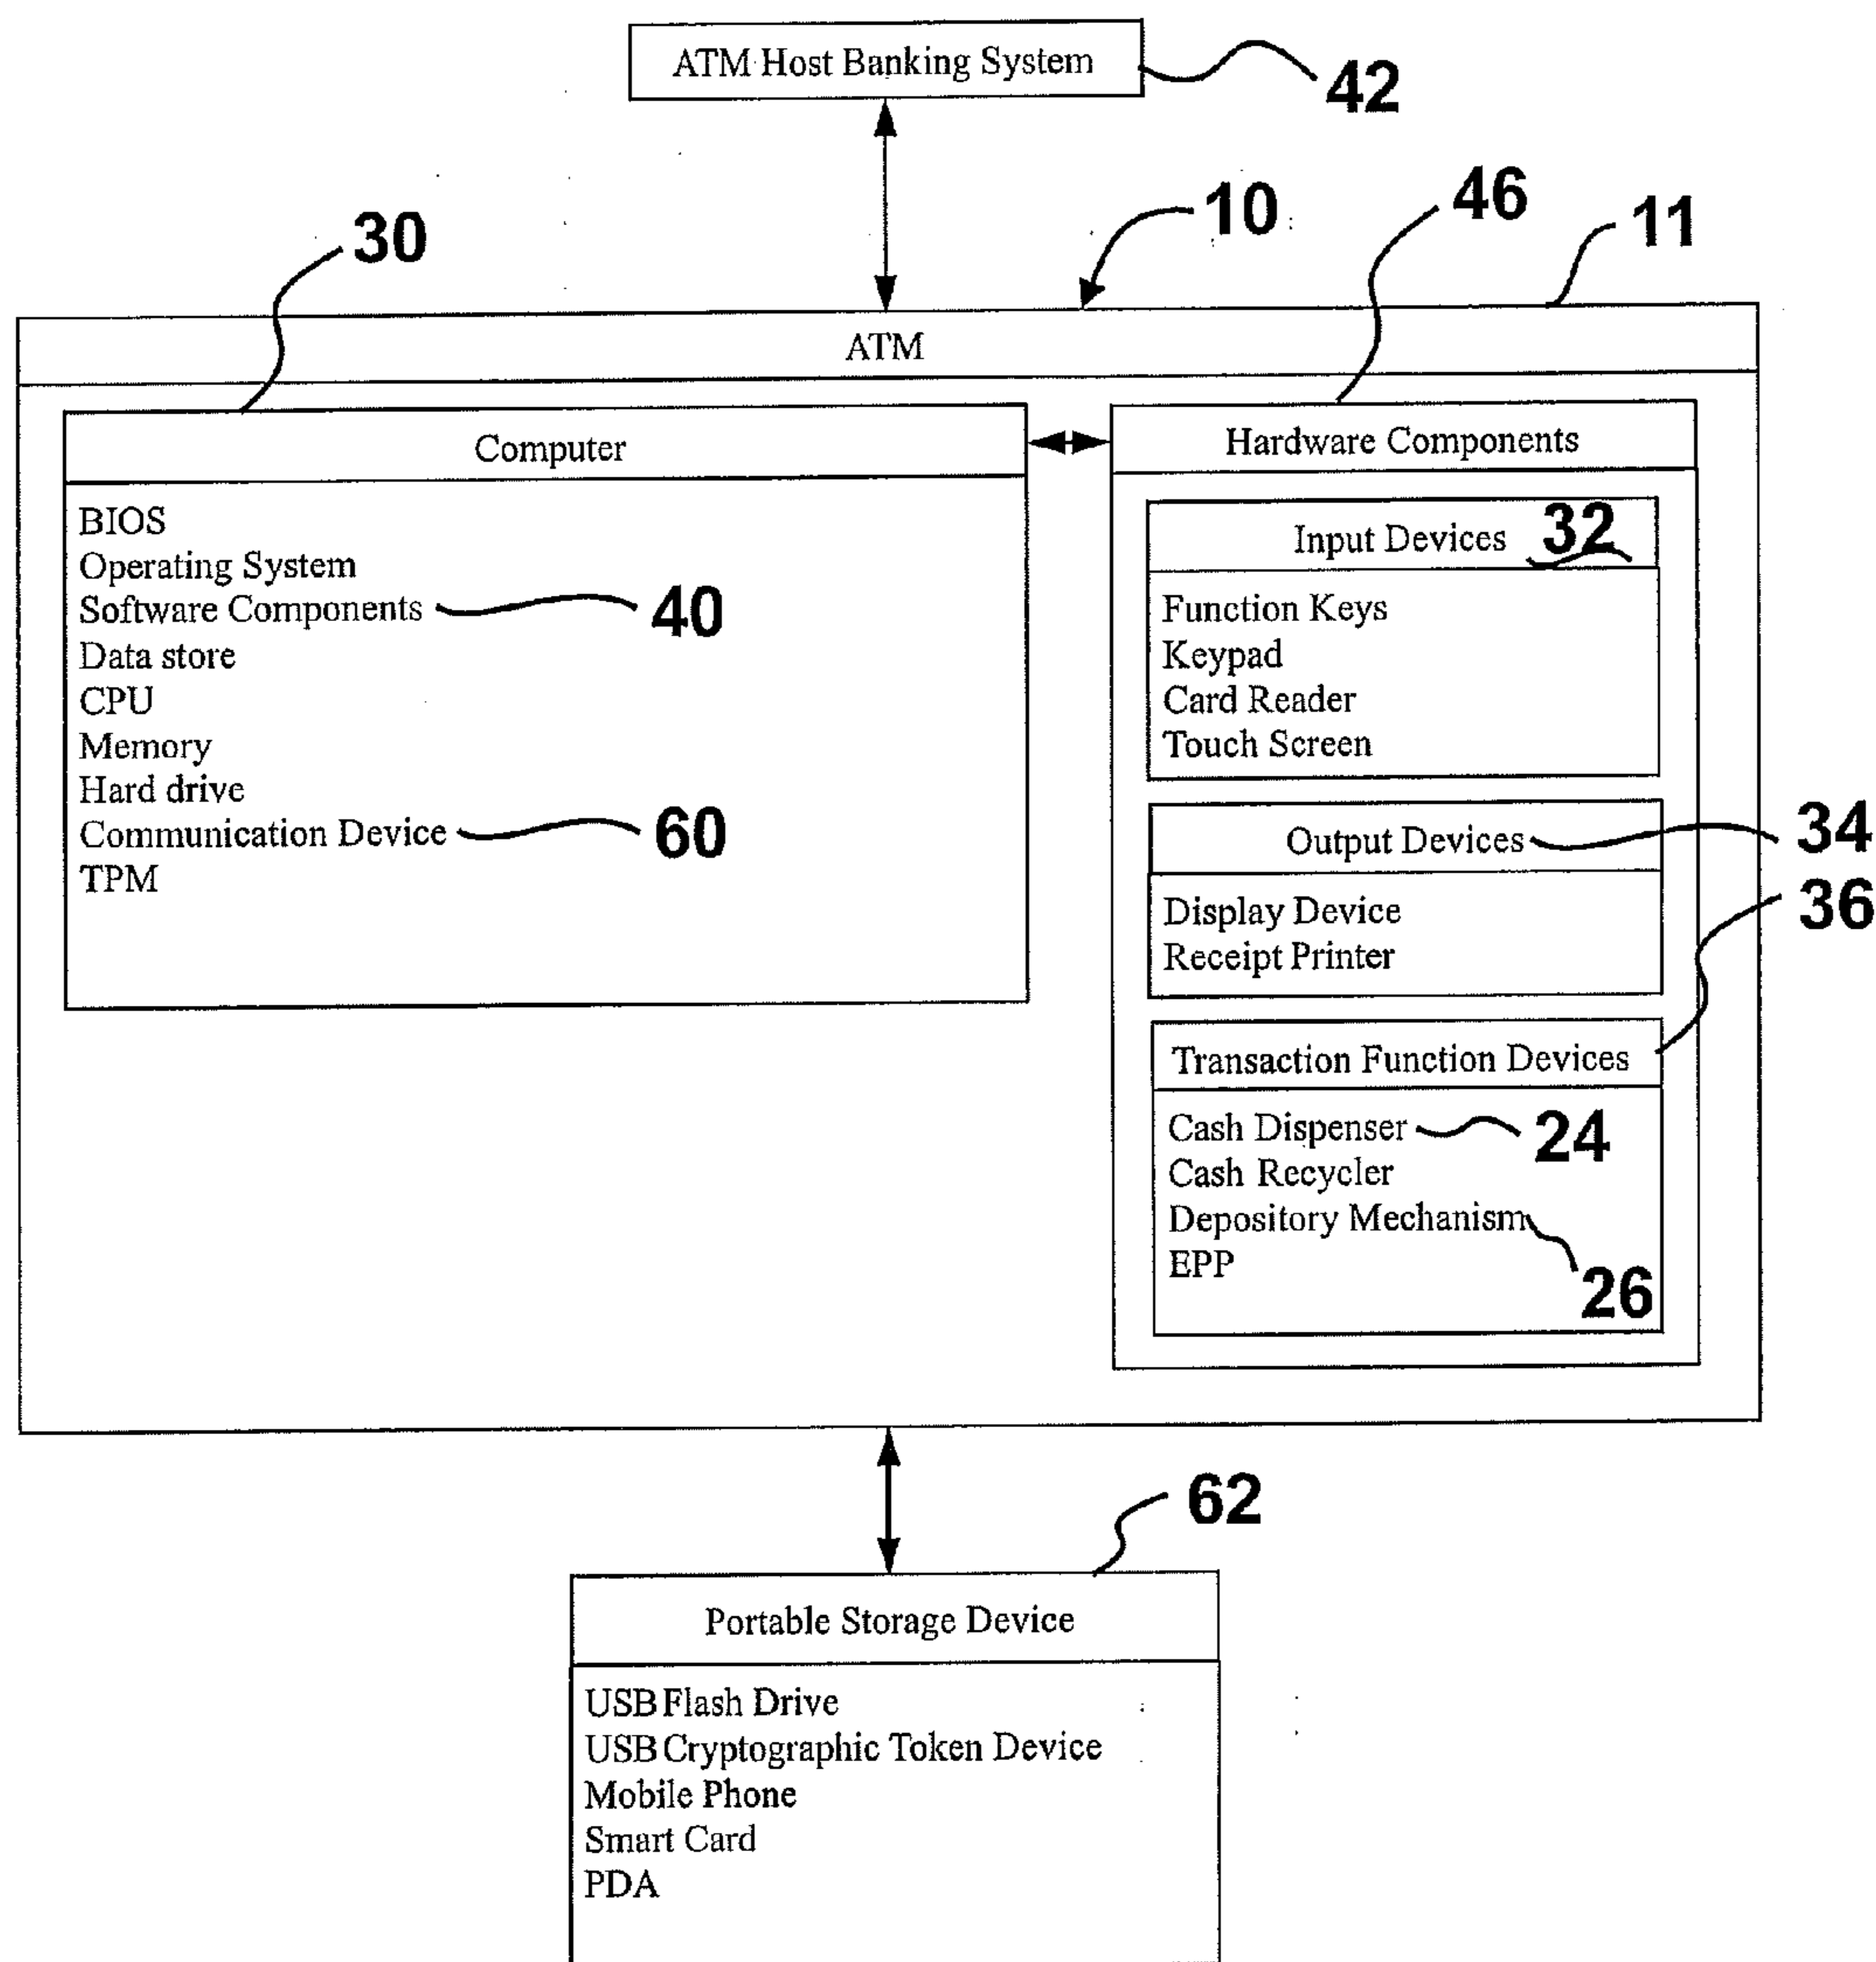 ATM Host Banking System
42
10
46
11
30
ATM
Computer
BIOS
Operating System
Software Components
40
Data store
CPU
Memory
Hard drive
Communication Device
60
TPM
Hardware Components
Input Devices
32
Function Keys
Keypad
Card Reader
Touch Screen
Output Devices
34
Display Device
Receipt Printer
36
Transaction Function Devices
Cash Dispenser
24
Cash Recycler
Depository Mechanism
EPP
26
62
Portable Storage Device
USB Flash Drive
USB Cryptographic Token Device
Mobile Phone
Smart Card
PDA